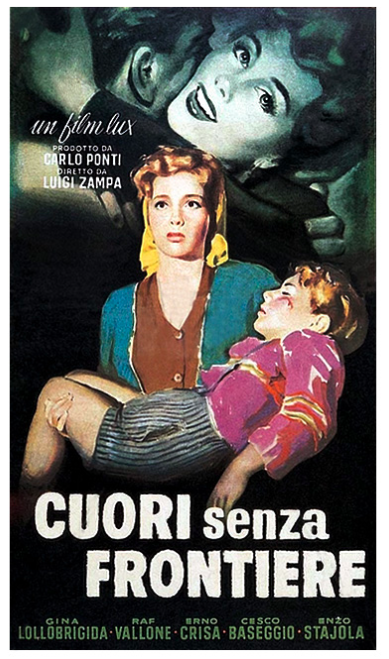 un film lux
PRODOTTO DA
CARLO PONTI
DIRETTO DA
LUIGI ZAMPA
CUORI senza
FRONTIERE
GINA RAF ERNO CESCO ENZO
LOLLOBRIGIDA · VALLONE · CRISA · BASEGGIO · STAJOLA